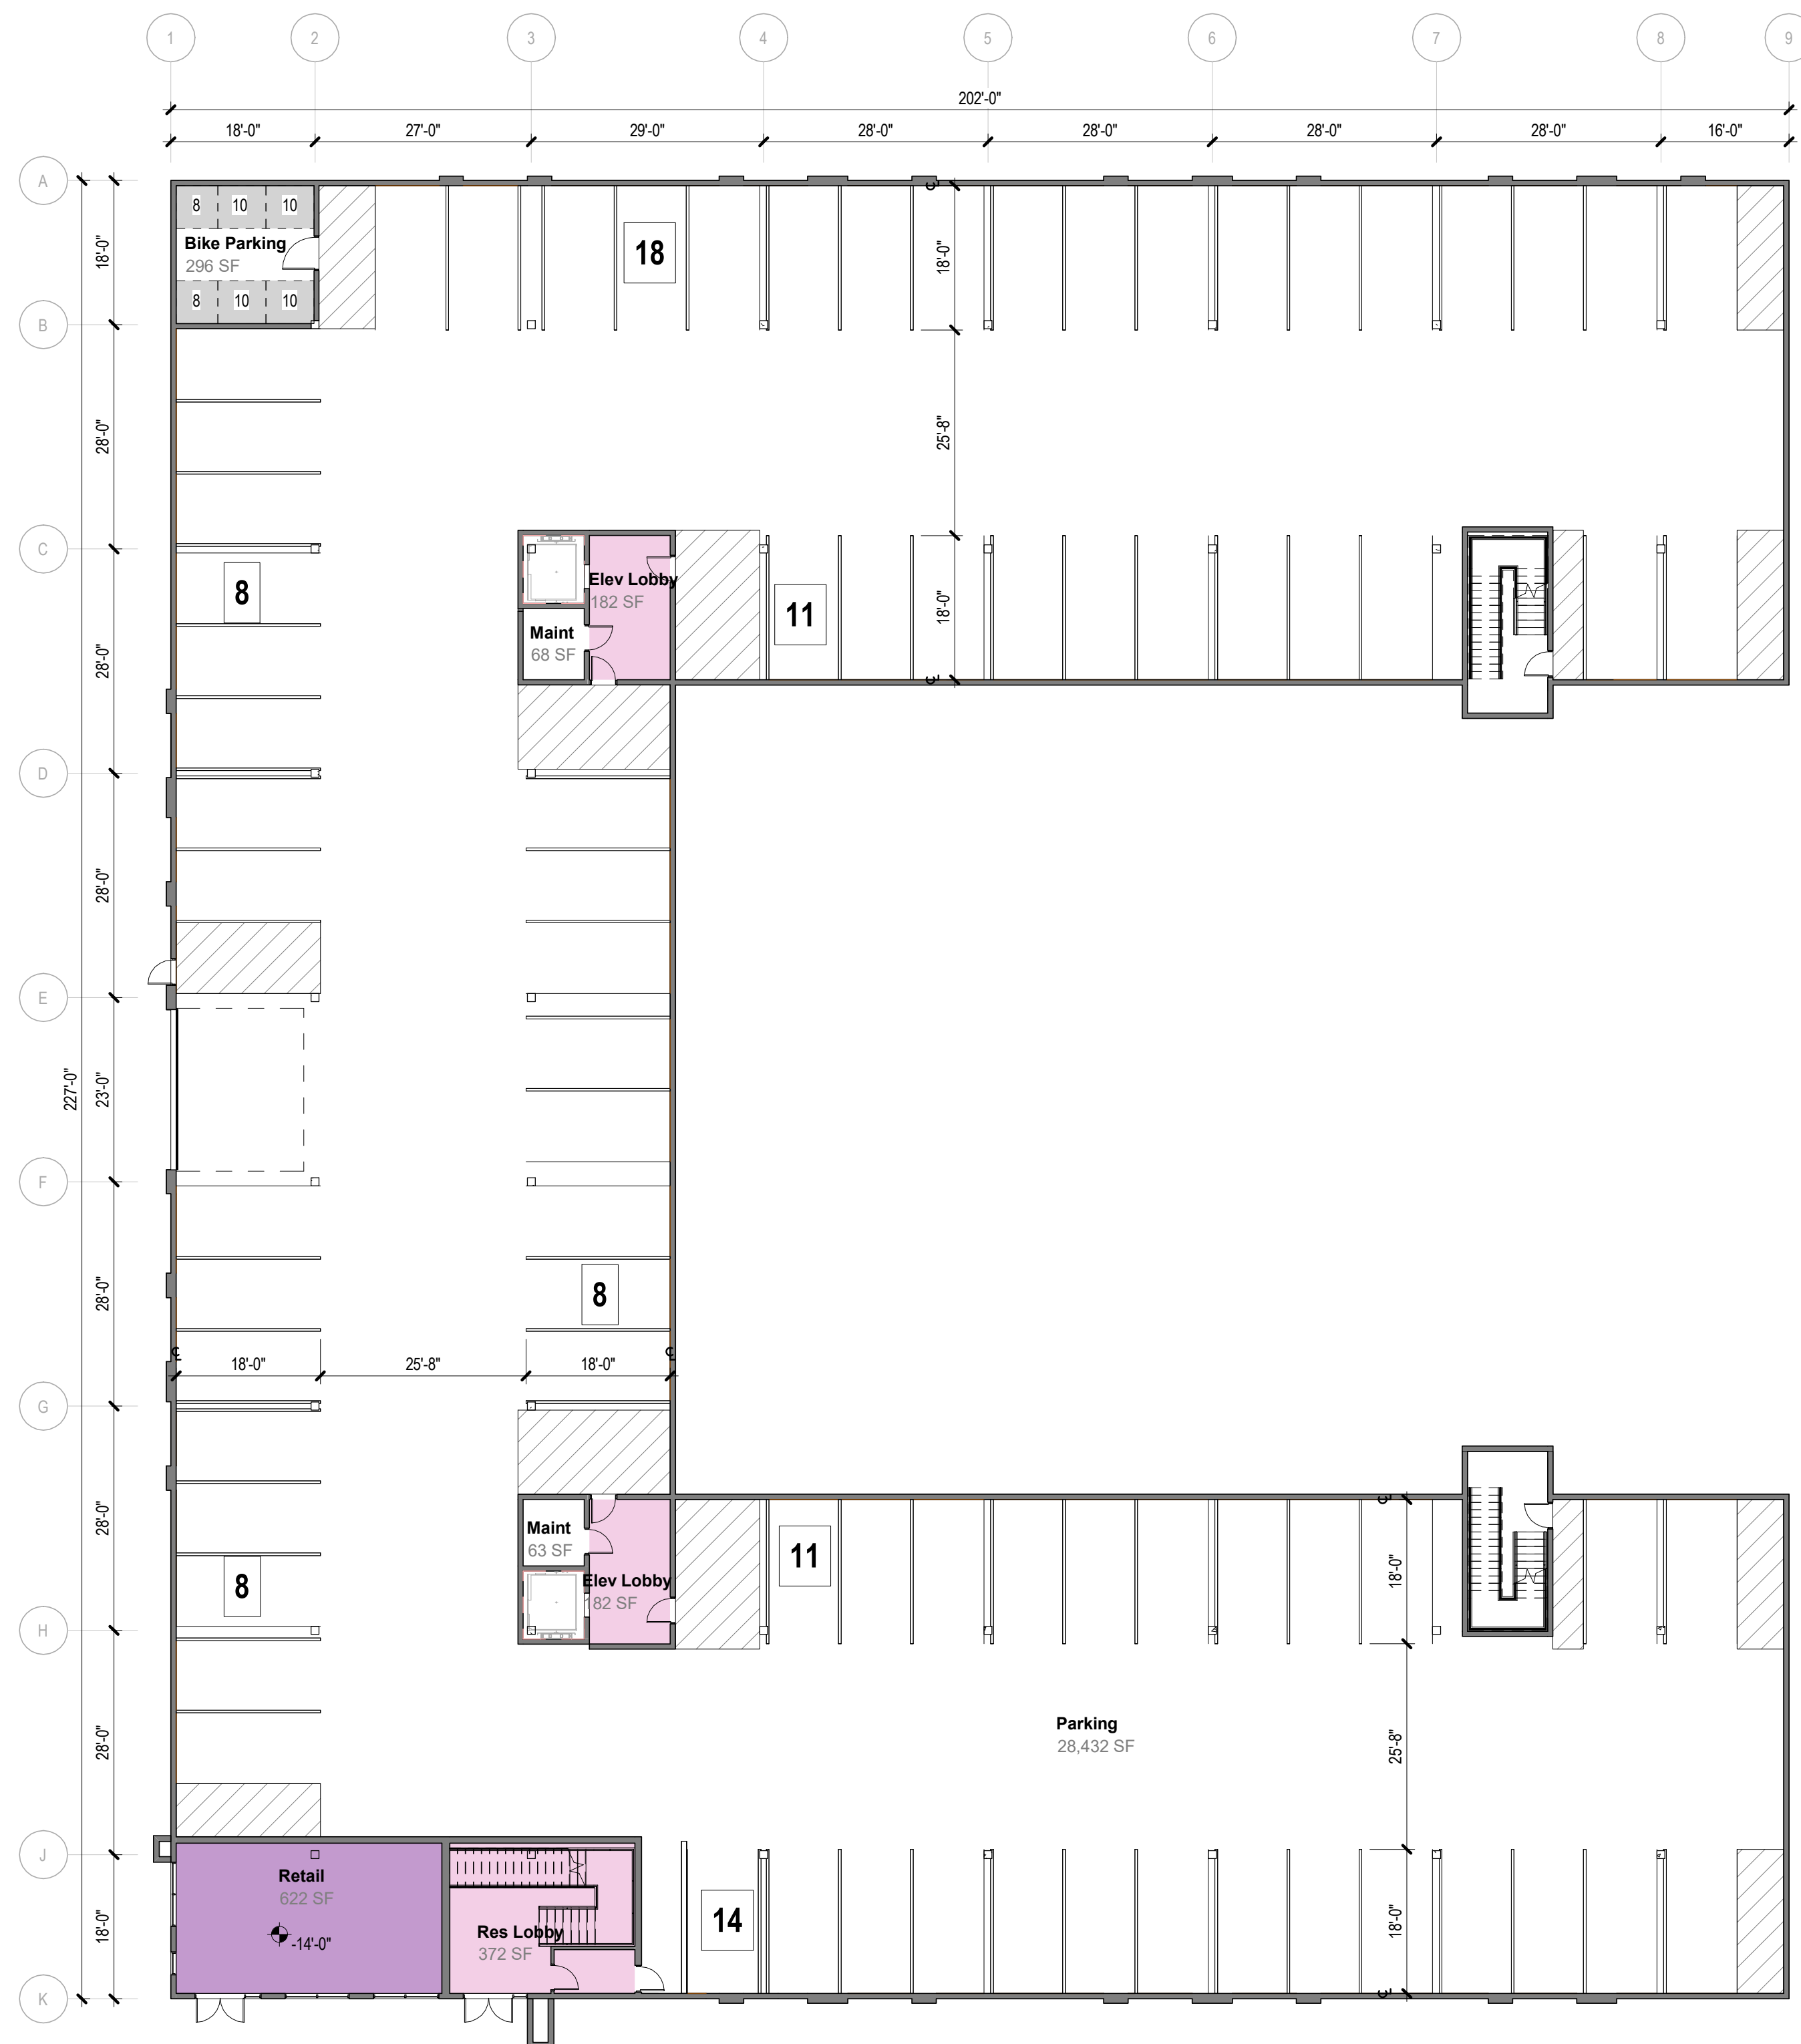 1
2
3
4
5
6
7
8
9
202'-0"
18'-0"
27'-0"
29'-0"
28'-0"
28'-0"
28'-0"
28'-0"
16'-0"
A
B
C
D
E
F
G
H
J
K
227'-0"
18'-0"
28'-0"
28'-0"
28'-0"
23'-0"
28'-0"
28'-0"
28'-0"
18'-0"
8
10
10
Bike Parking
296 SF
8
10
10
18
18'-0"
25'-8"
18'-0"
8
Elev Lobby
182 SF
Maint
68 SF
11
8
18'-0"
25'-8"
18'-0"
8
Maint
63 SF
Elev Lobby
182 SF
11
18'-0"
25'-8"
18'-0"
Parking
28,432 SF
Retail
622 SF
-14'-0"
Res Lobby
372 SF
14